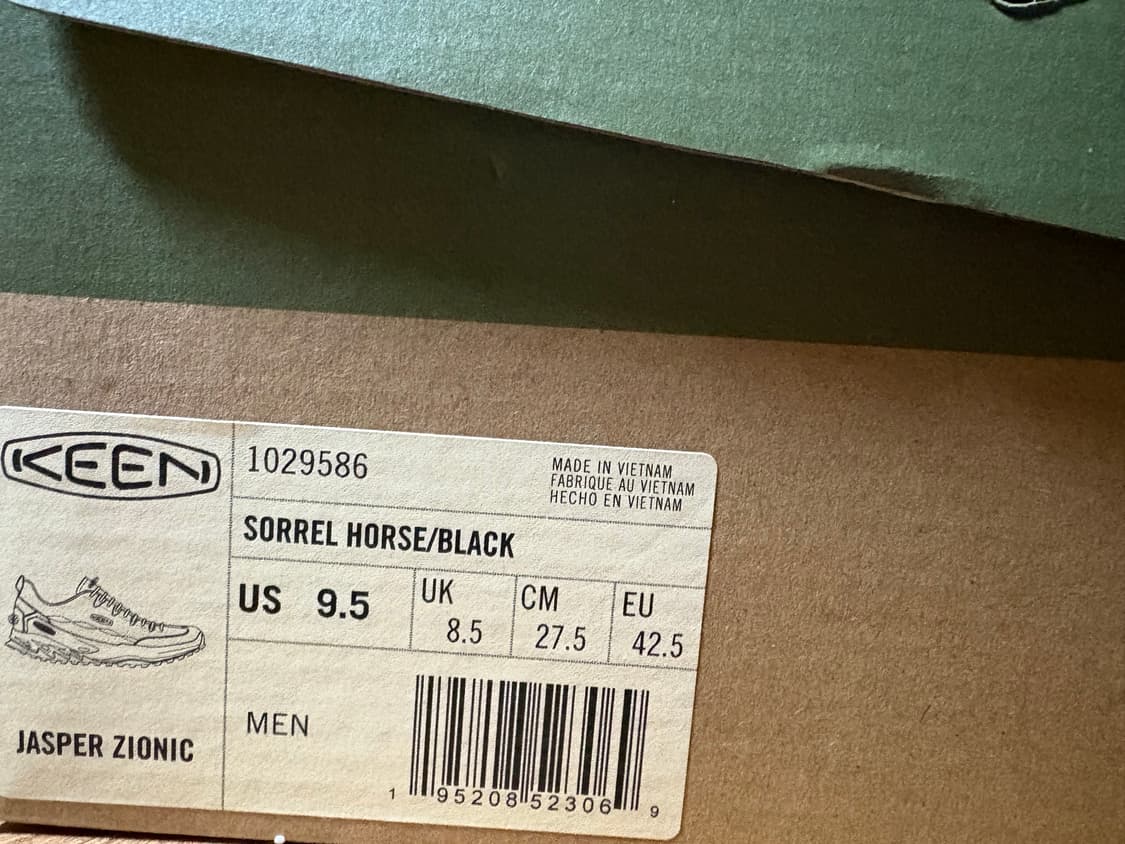 KEEN
1029586
MADE IN VIETNAM
FABRIQUE AU VIETNAM
HECHO EN VIETNAM
SORREL HORSE/BLACK
US 9.5
UK 8.5
CM 27.5
EU 42.5
MEN
JASPER ZIONIC
1 95208 52306 9